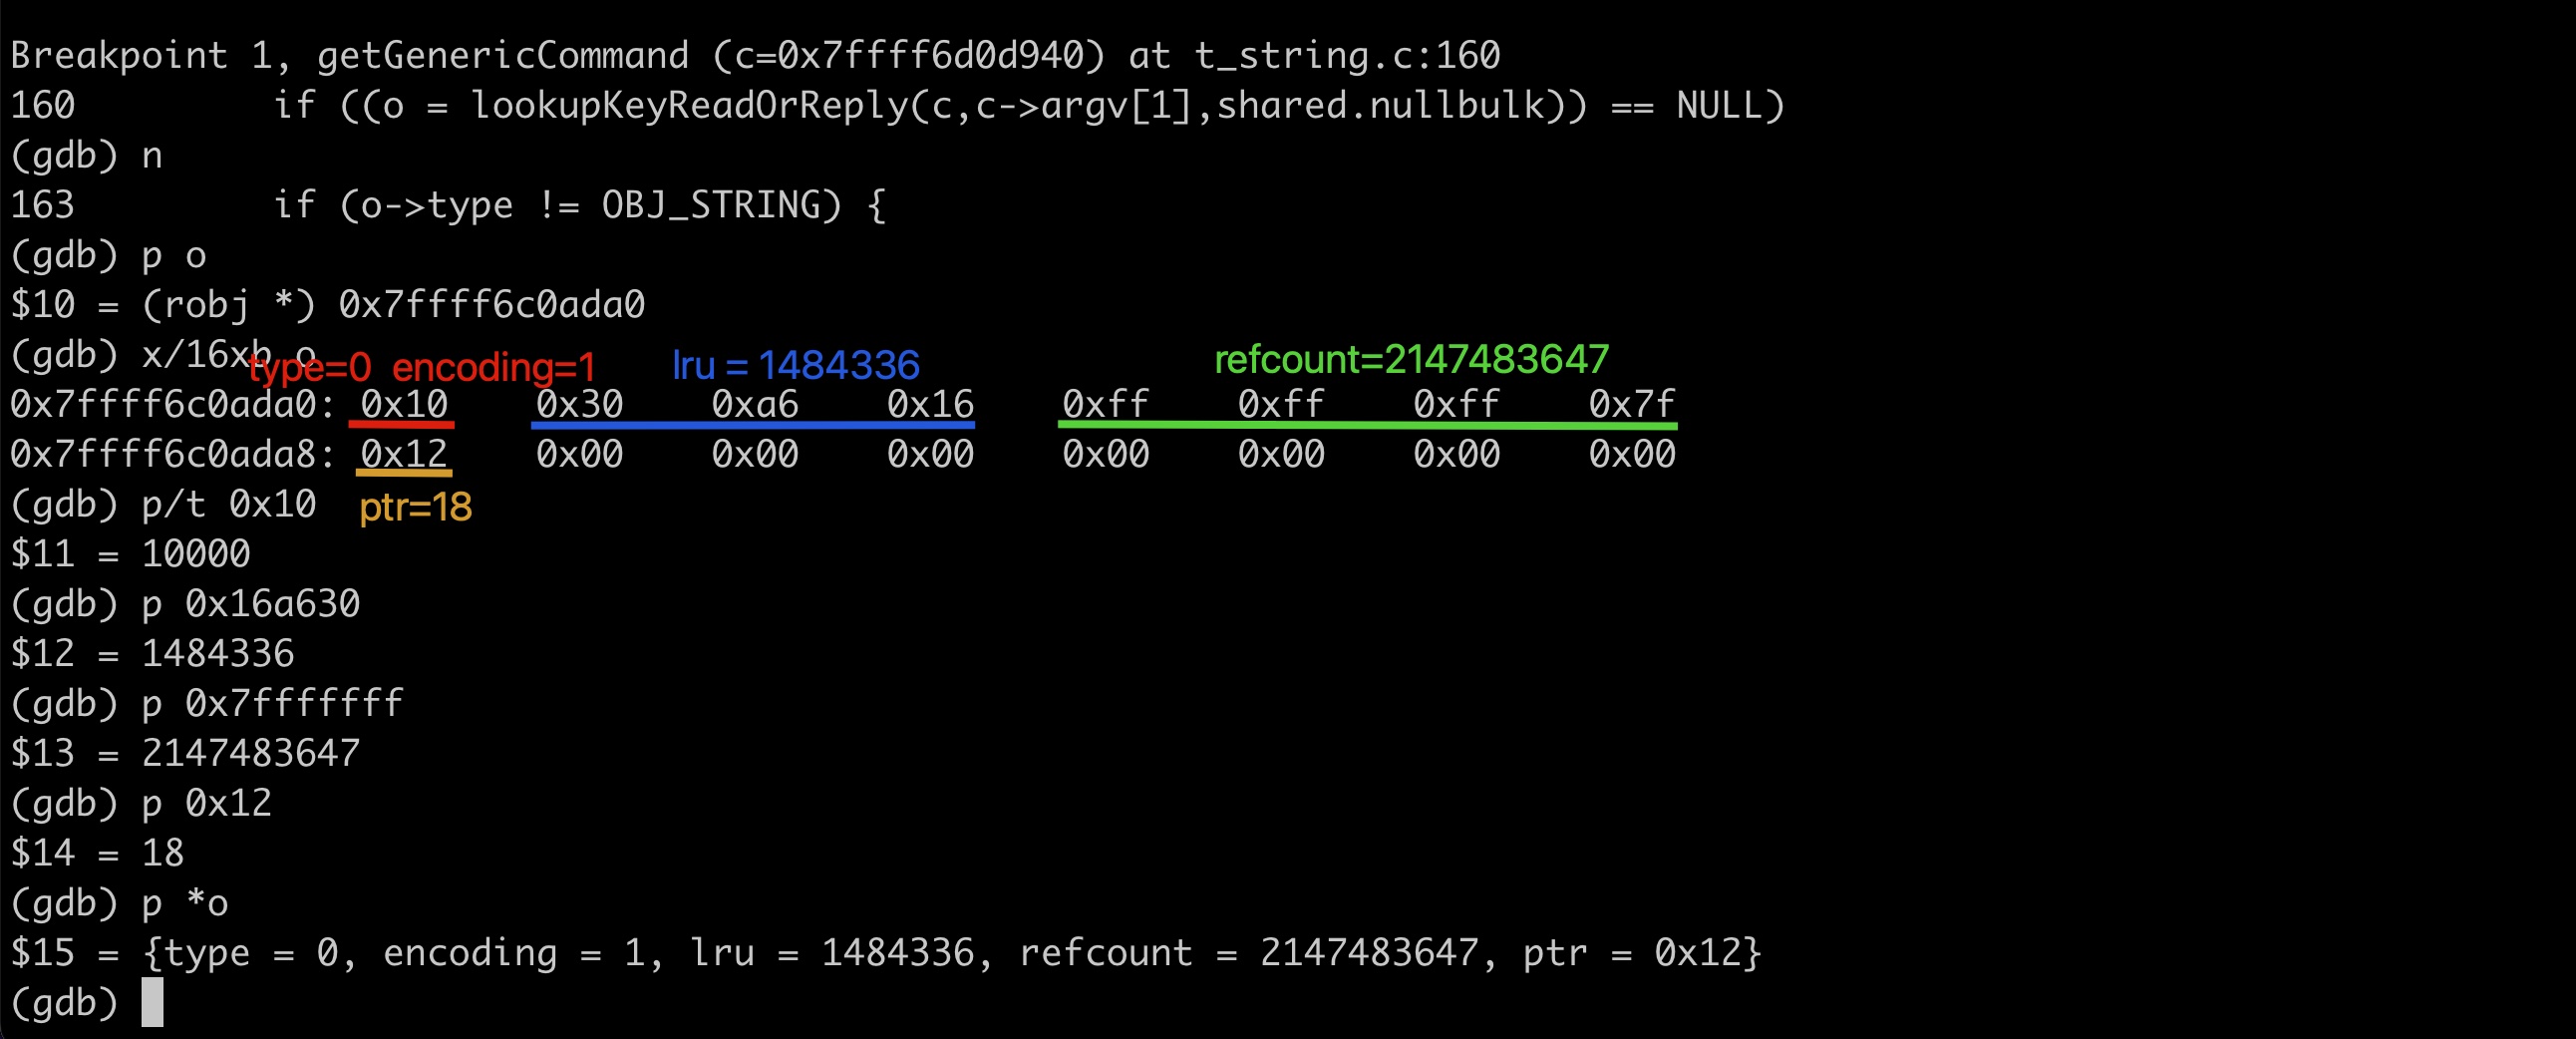 Breakpoint 1, getGenericCommand (c=0x7ffff6d0d940) at t_string.c:160
160         if ((o = lookupKeyReadOrReply(c,c->argv[1],shared.nullbulk)) == NULL)
(gdb) n
163         if (o->type != OBJ_STRING) {
(gdb) p o
$10 = (robj *) 0x7ffff6c0ada0
(gdb) x/16xb o
type=0 encoding=1 lru = 1484336 refcount=2147483647
0x7ffff6c0ada0: 0x10 0x30 0xa6 0x16 0xff 0xff 0xff 0x7f
0x7ffff6c0ada8: 0x12 0x00 0x00 0x00 0x00 0x00 0x00 0x00
(gdb) p/t 0x10
ptr=18
$11 = 10000
(gdb) p 0x16a630
$12 = 1484336
(gdb) p 0x7fffffff
$13 = 2147483647
(gdb) p 0x12
$14 = 18
(gdb) p *o
$15 = {type = 0, encoding = 1, lru = 1484336, refcount = 2147483647, ptr = 0x12}
(gdb)